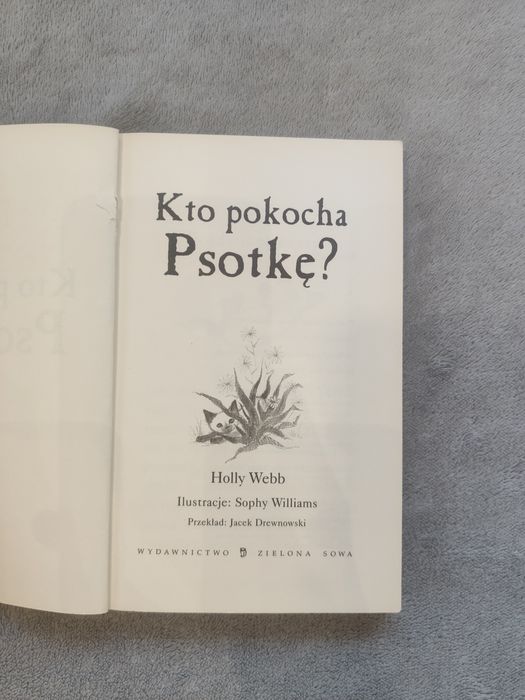 Kto pokocha
Psotkę?
Holly Webb
Ilustracje: Sophy Williams
Przekład: Jacek Drewnowski
WYDAWNICTWO ZIELONA SOWA